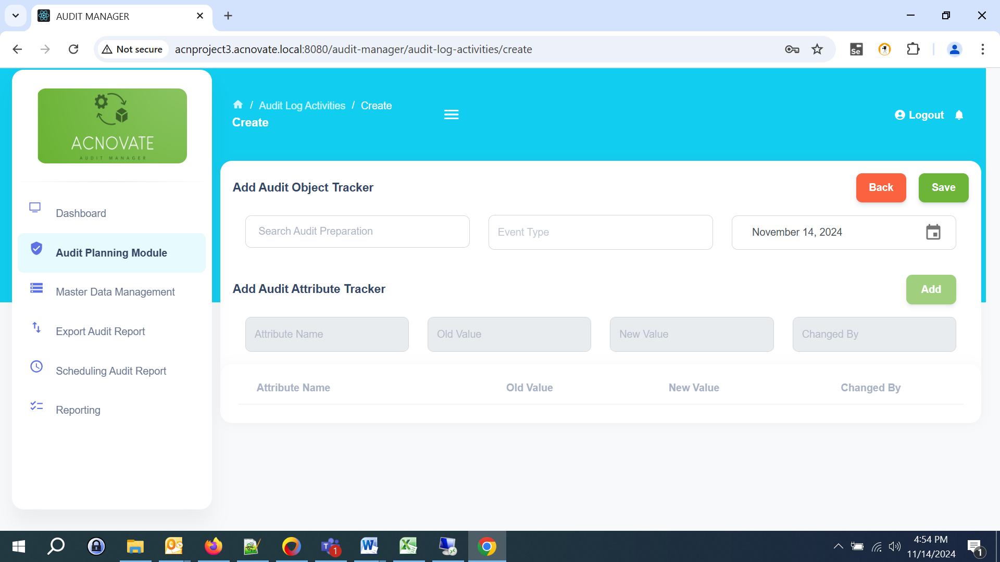 AUDIT MANAGER
Not secure
acnproject3.acnovate.local:8080/audit-manager/audit-log-activities/create
Se
ACNOVATE
AUDIT MANAGER
/ Audit Log Activities / Create
Create
Logout
Dashboard
Audit Planning Module
Master Data Management
Export Audit Report
Scheduling Audit Report
Reporting
Add Audit Object Tracker
Back
Save
Search Audit Preparation
Event Type
November 14, 2024
Add Audit Attribute Tracker
Add
Attribute Name
Old Value
New Value
Changed By
Attribute Name Old Value New Value Changed By
4:54 PM
11/14/2024
1
1